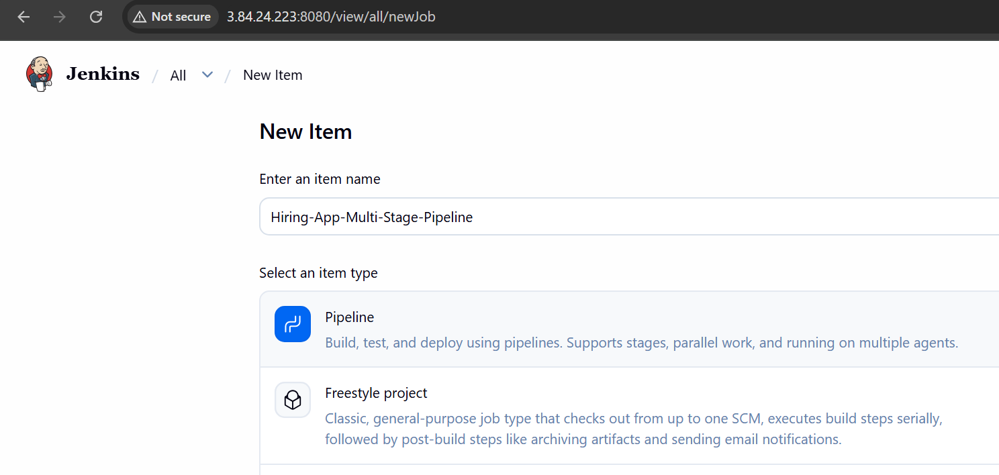 Not secure 3.84.24.223:8080/view/all/newJob
Jenkins / All / New Item
New Item
Enter an item name
Hiring-App-Multi-Stage-Pipeline
Select an item type
Pipeline
Build, test, and deploy using pipelines. Supports stages, parallel work, and running on multiple agents.
Freestyle project
Classic, general-purpose job type that checks out from up to one SCM, executes build steps serially,
followed by post-build steps like archiving artifacts and sending email notifications.